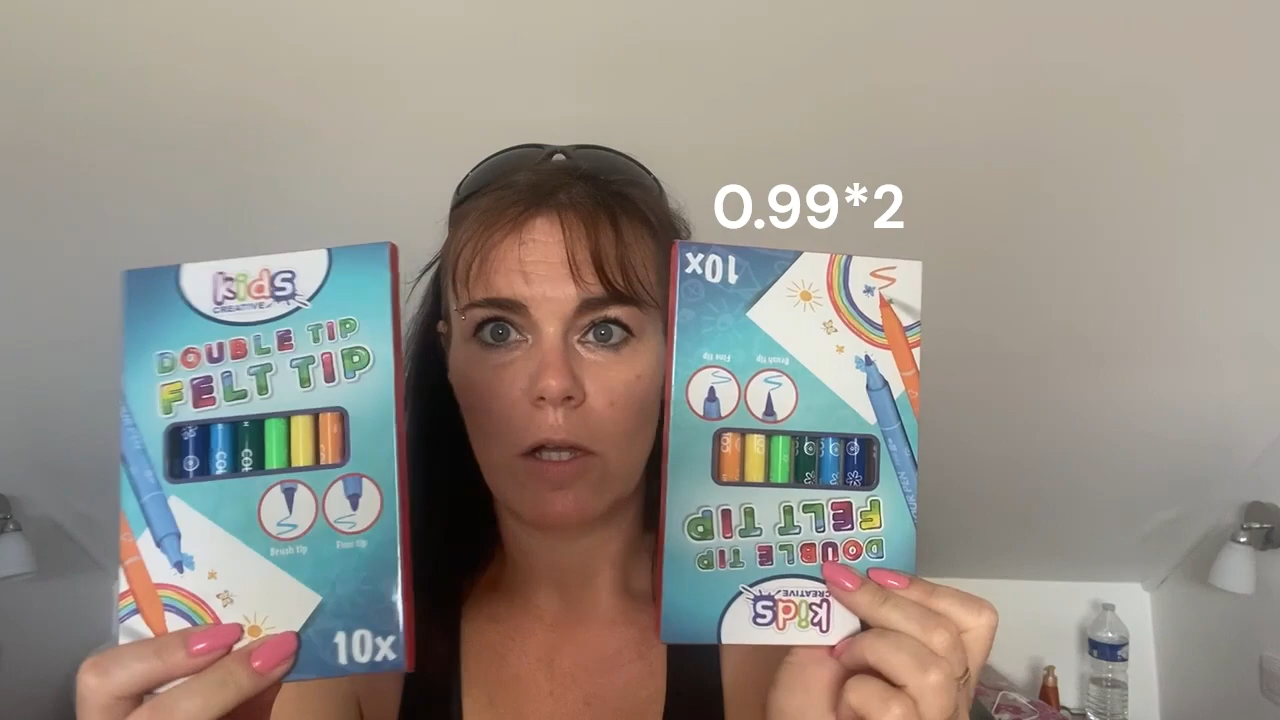 0.99*2
kids
CREATIVE
DOUBLE TIP
FELT TIP
Brush tip
Fine tip
10x
10x
Fine tip
Brush tip
FELT TIP
DOUBLE TIP
kids
CREATIVE